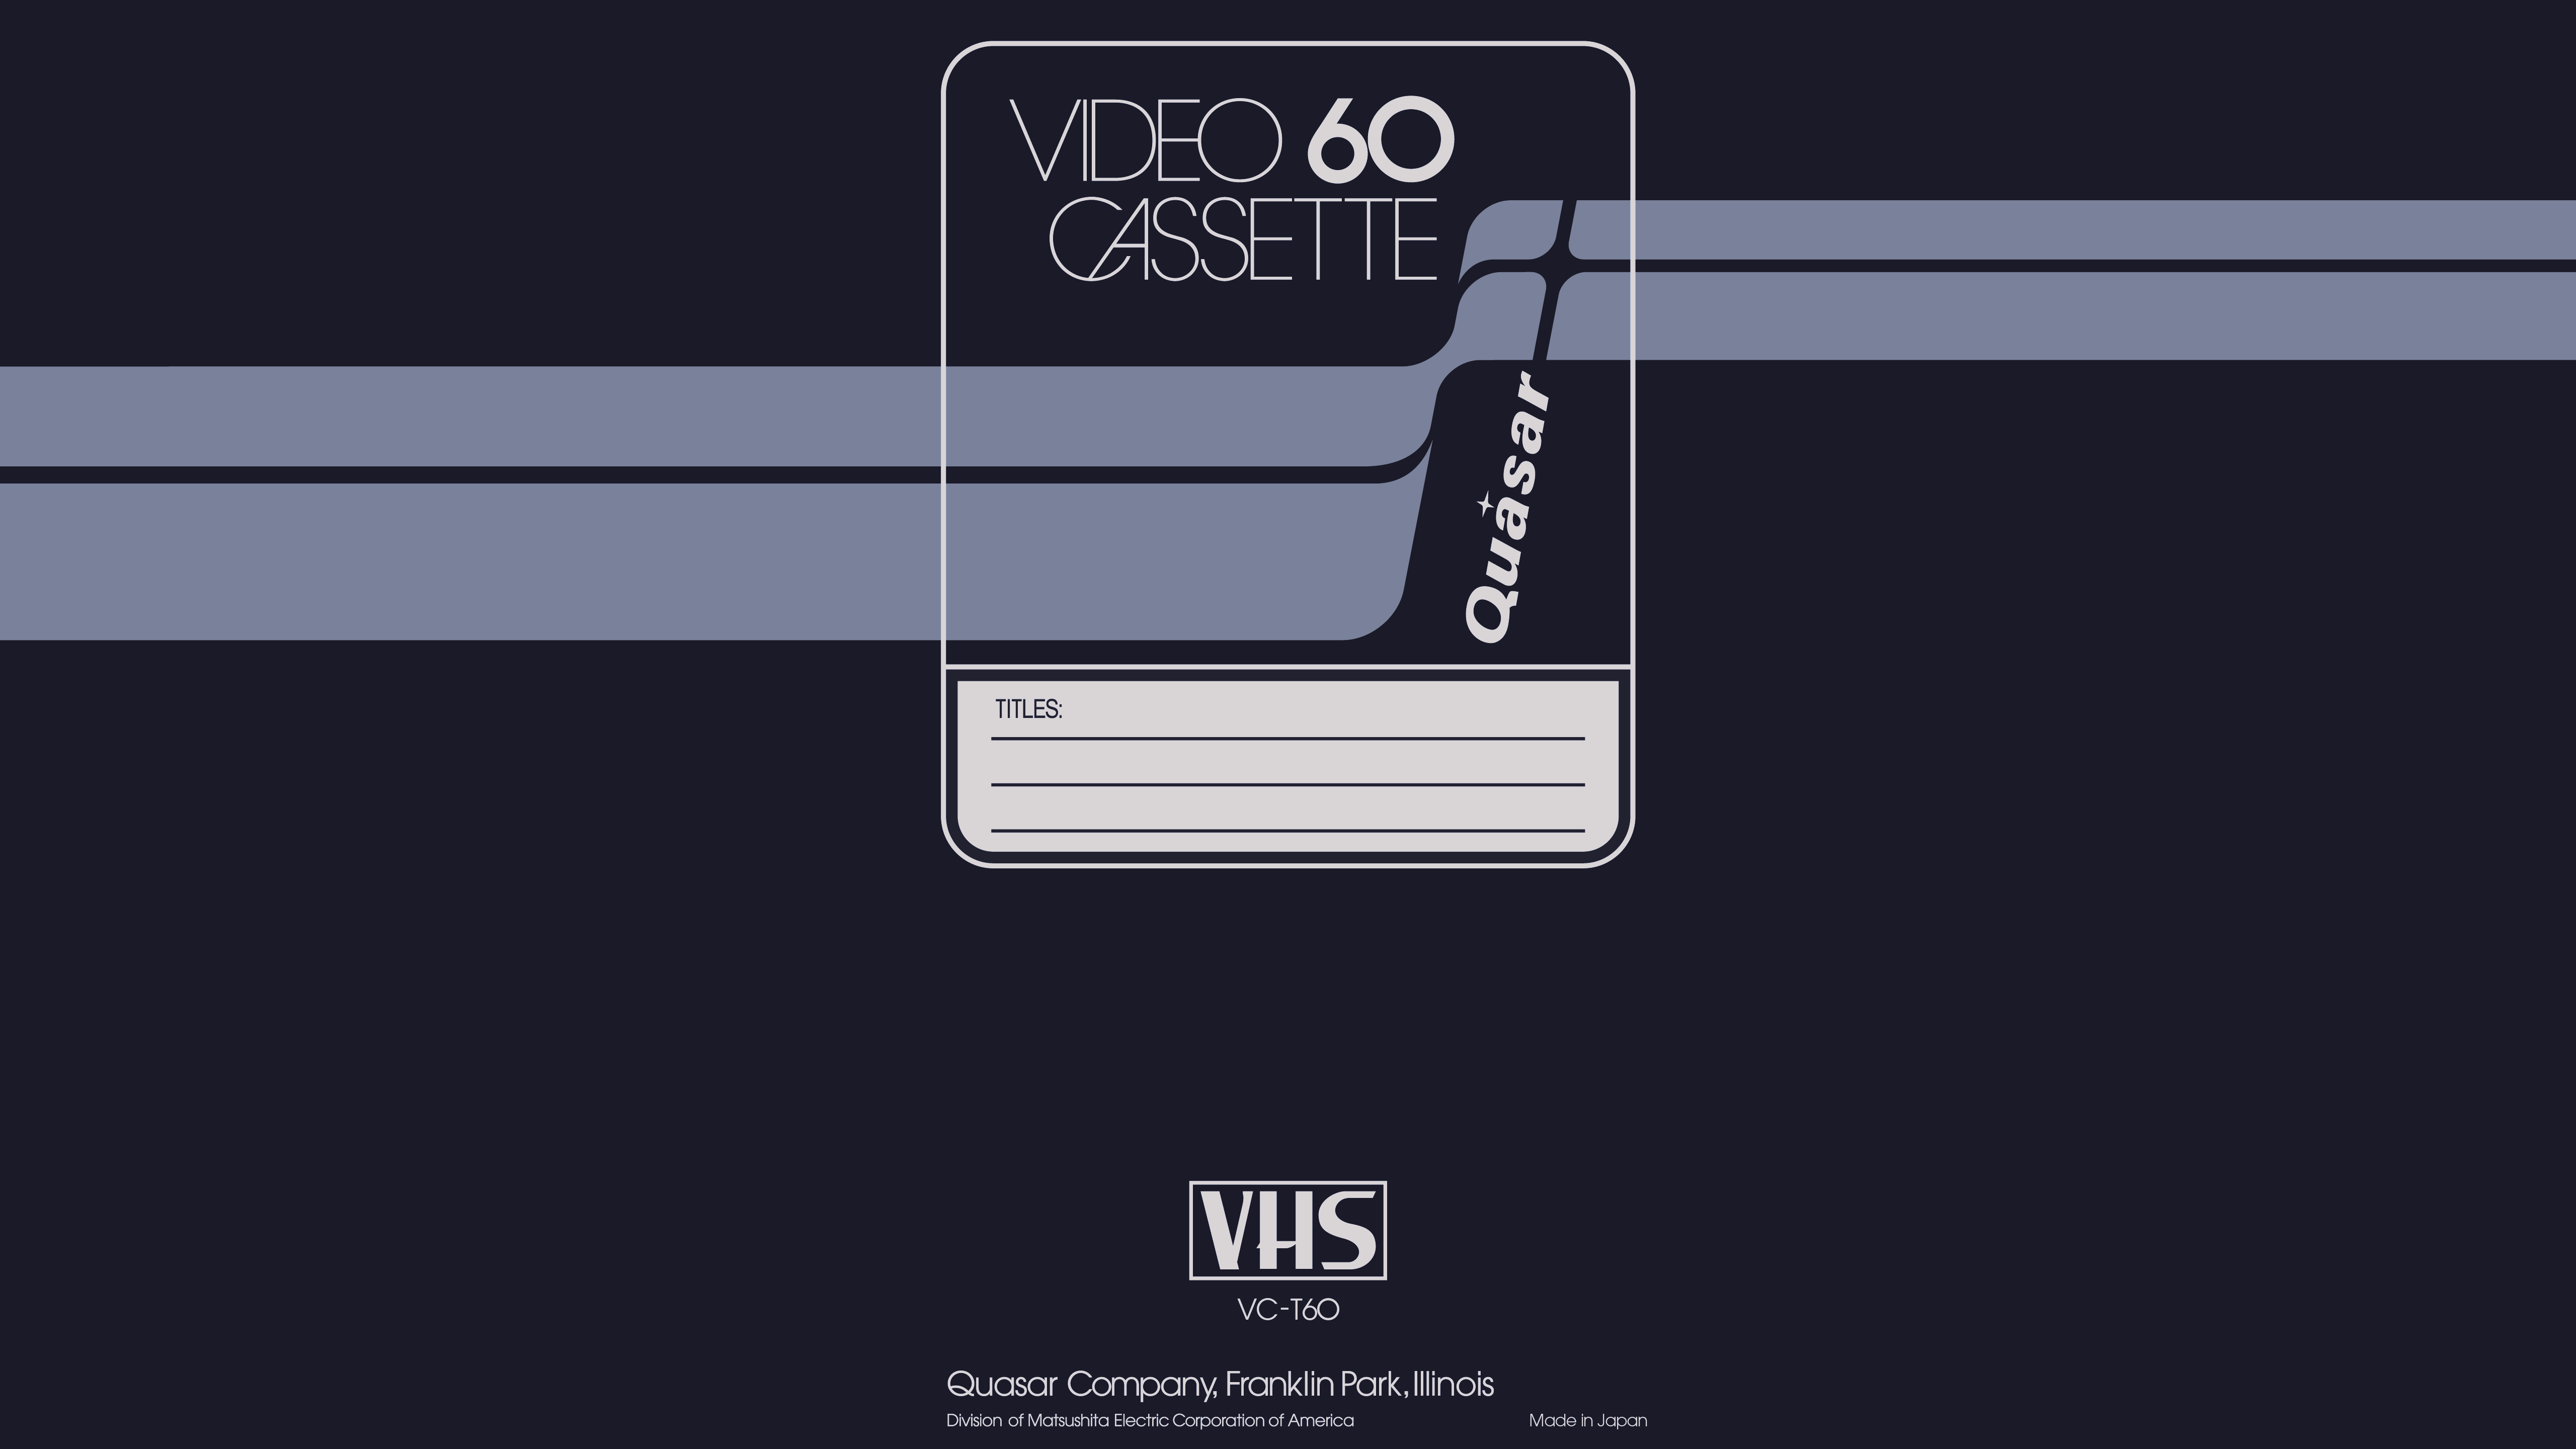 VIDEO 60
CASSETTE
Quasar
TITLES:
VHS
VC-T60
Quasar Company, Franklin Park, Illinois
Division of Matsushita Electric Corporation of America
Made in Japan